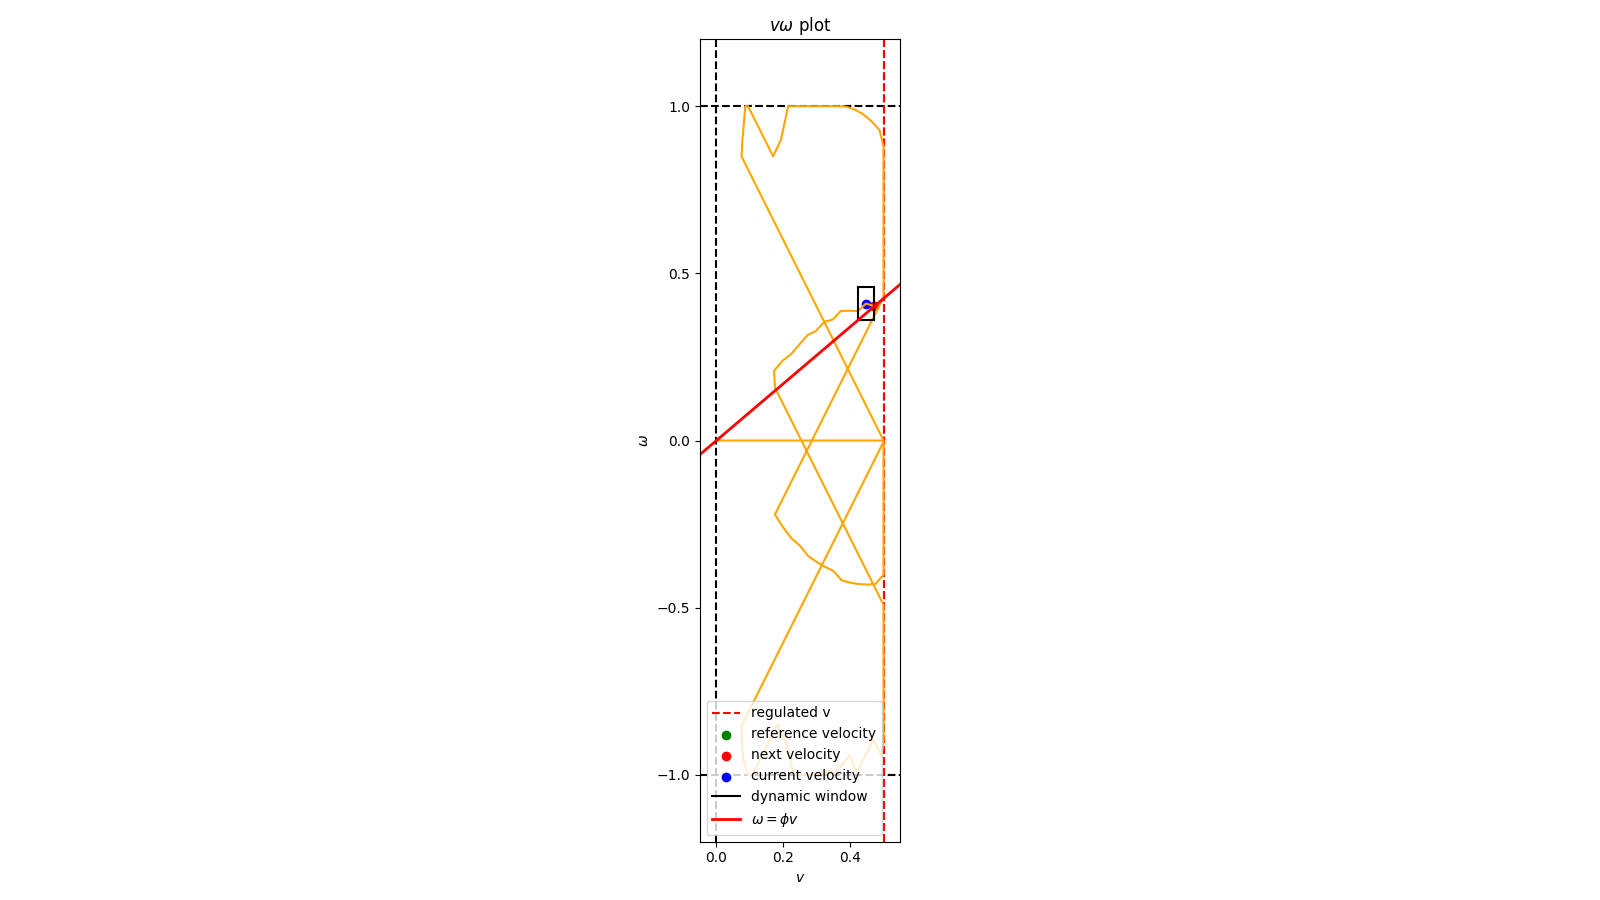 vω plot
1.0
0.5
ω
0.0
−0.5
−1.0
regulated v
reference velocity
next velocity
current velocity
dynamic window
ω = ϕv
0.0 0.2 0.4
v